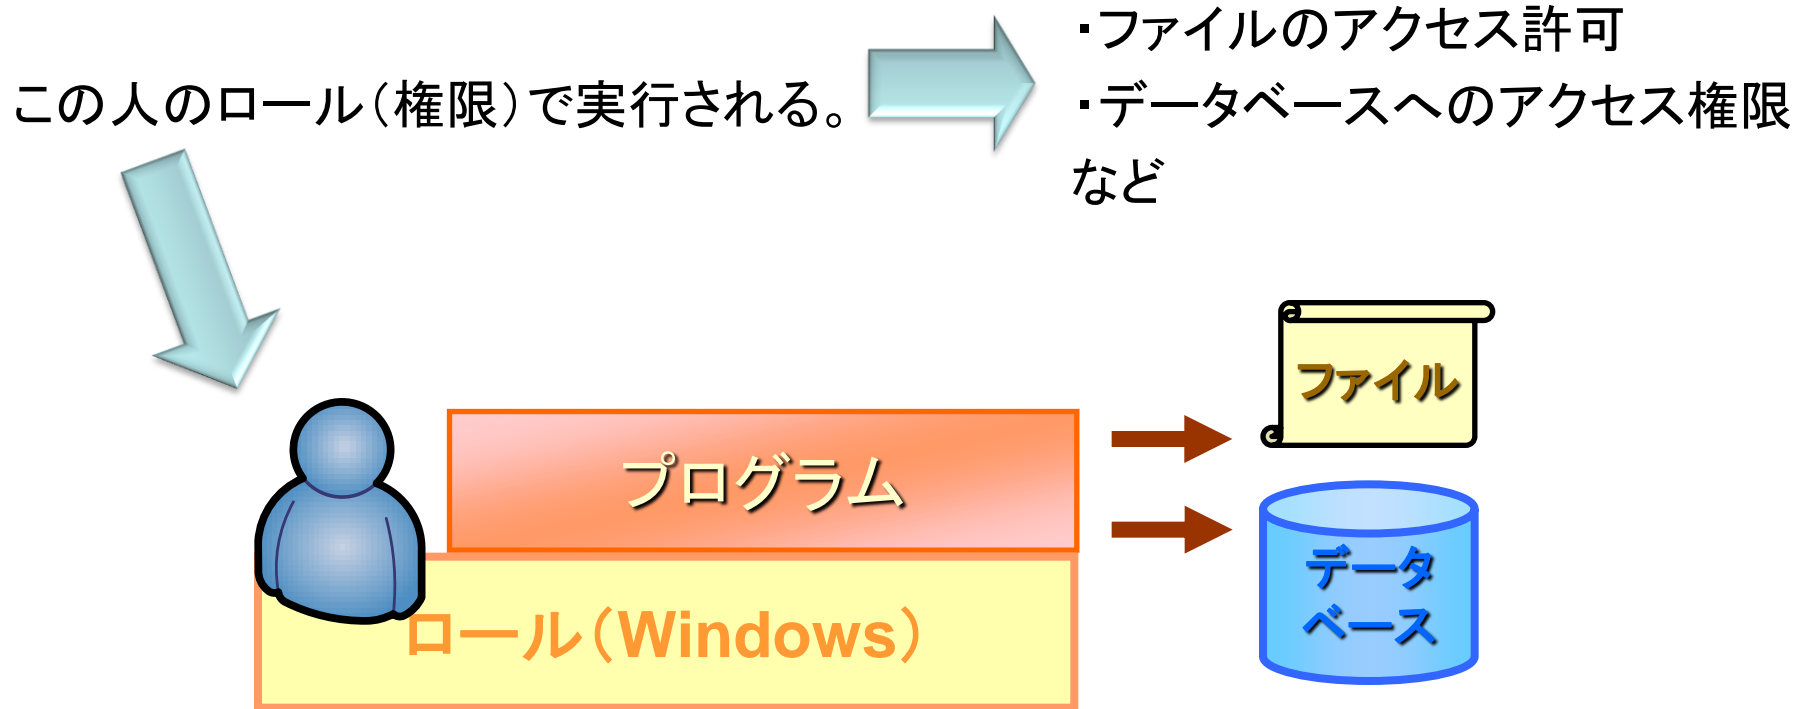 ・ファイルのアクセス許可
この人のロール（権限）で実行される。
・データベースへのアクセス権限
など
ファイル
プログラム
データ
ベース
ロール（Windows）